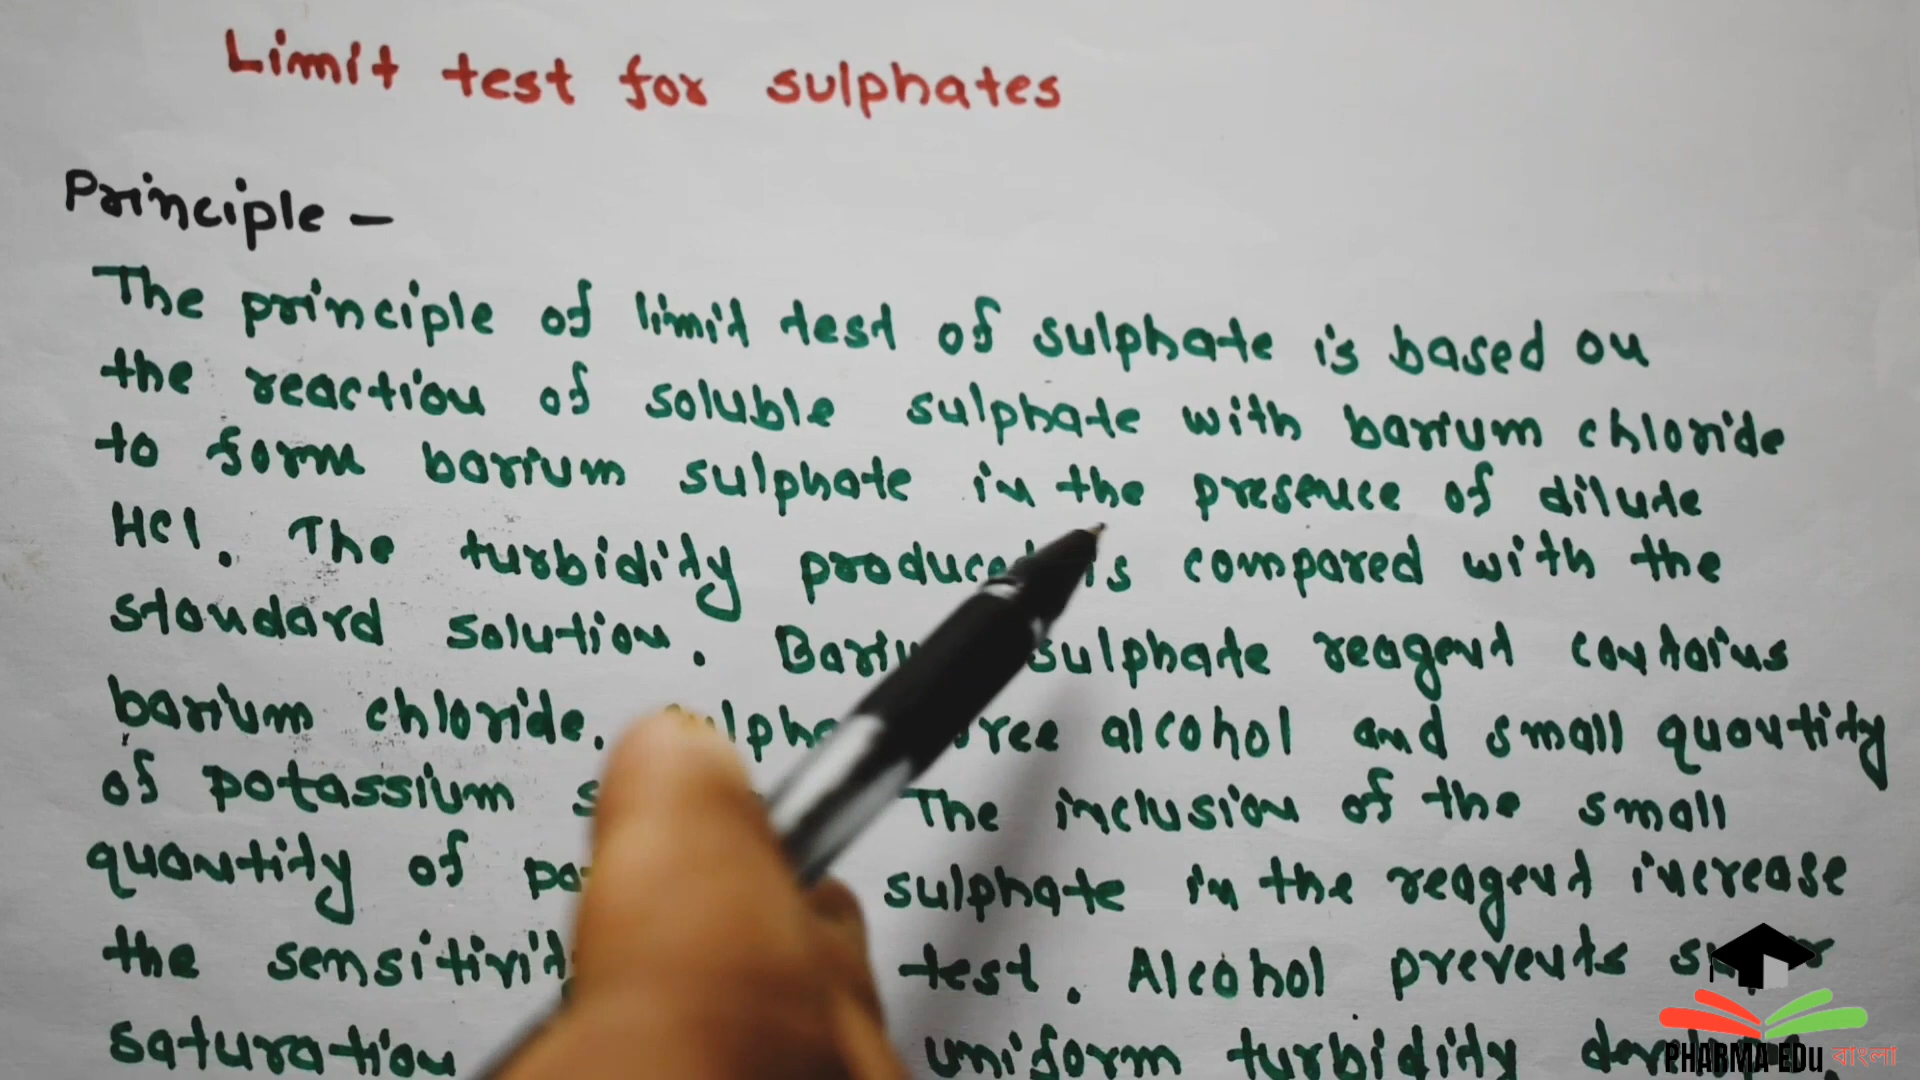 Limit test for sulphates
Principle -
The principle of limit test of sulphate is based on
the reaction of soluble sulphate with barium chloride
to form barium sulphate in the presence of dilute
HCl. The turbidity produced is compared with the
standard solution. Barium sulphate reagent contains
barium chloride, free alcohol and small quantity
of potassium The inclusion of the small
quantity of sulphate in the reagent increase
the test. Alcohol prevents
saturation uniform turbidity
PHARMA EDu বাংলা